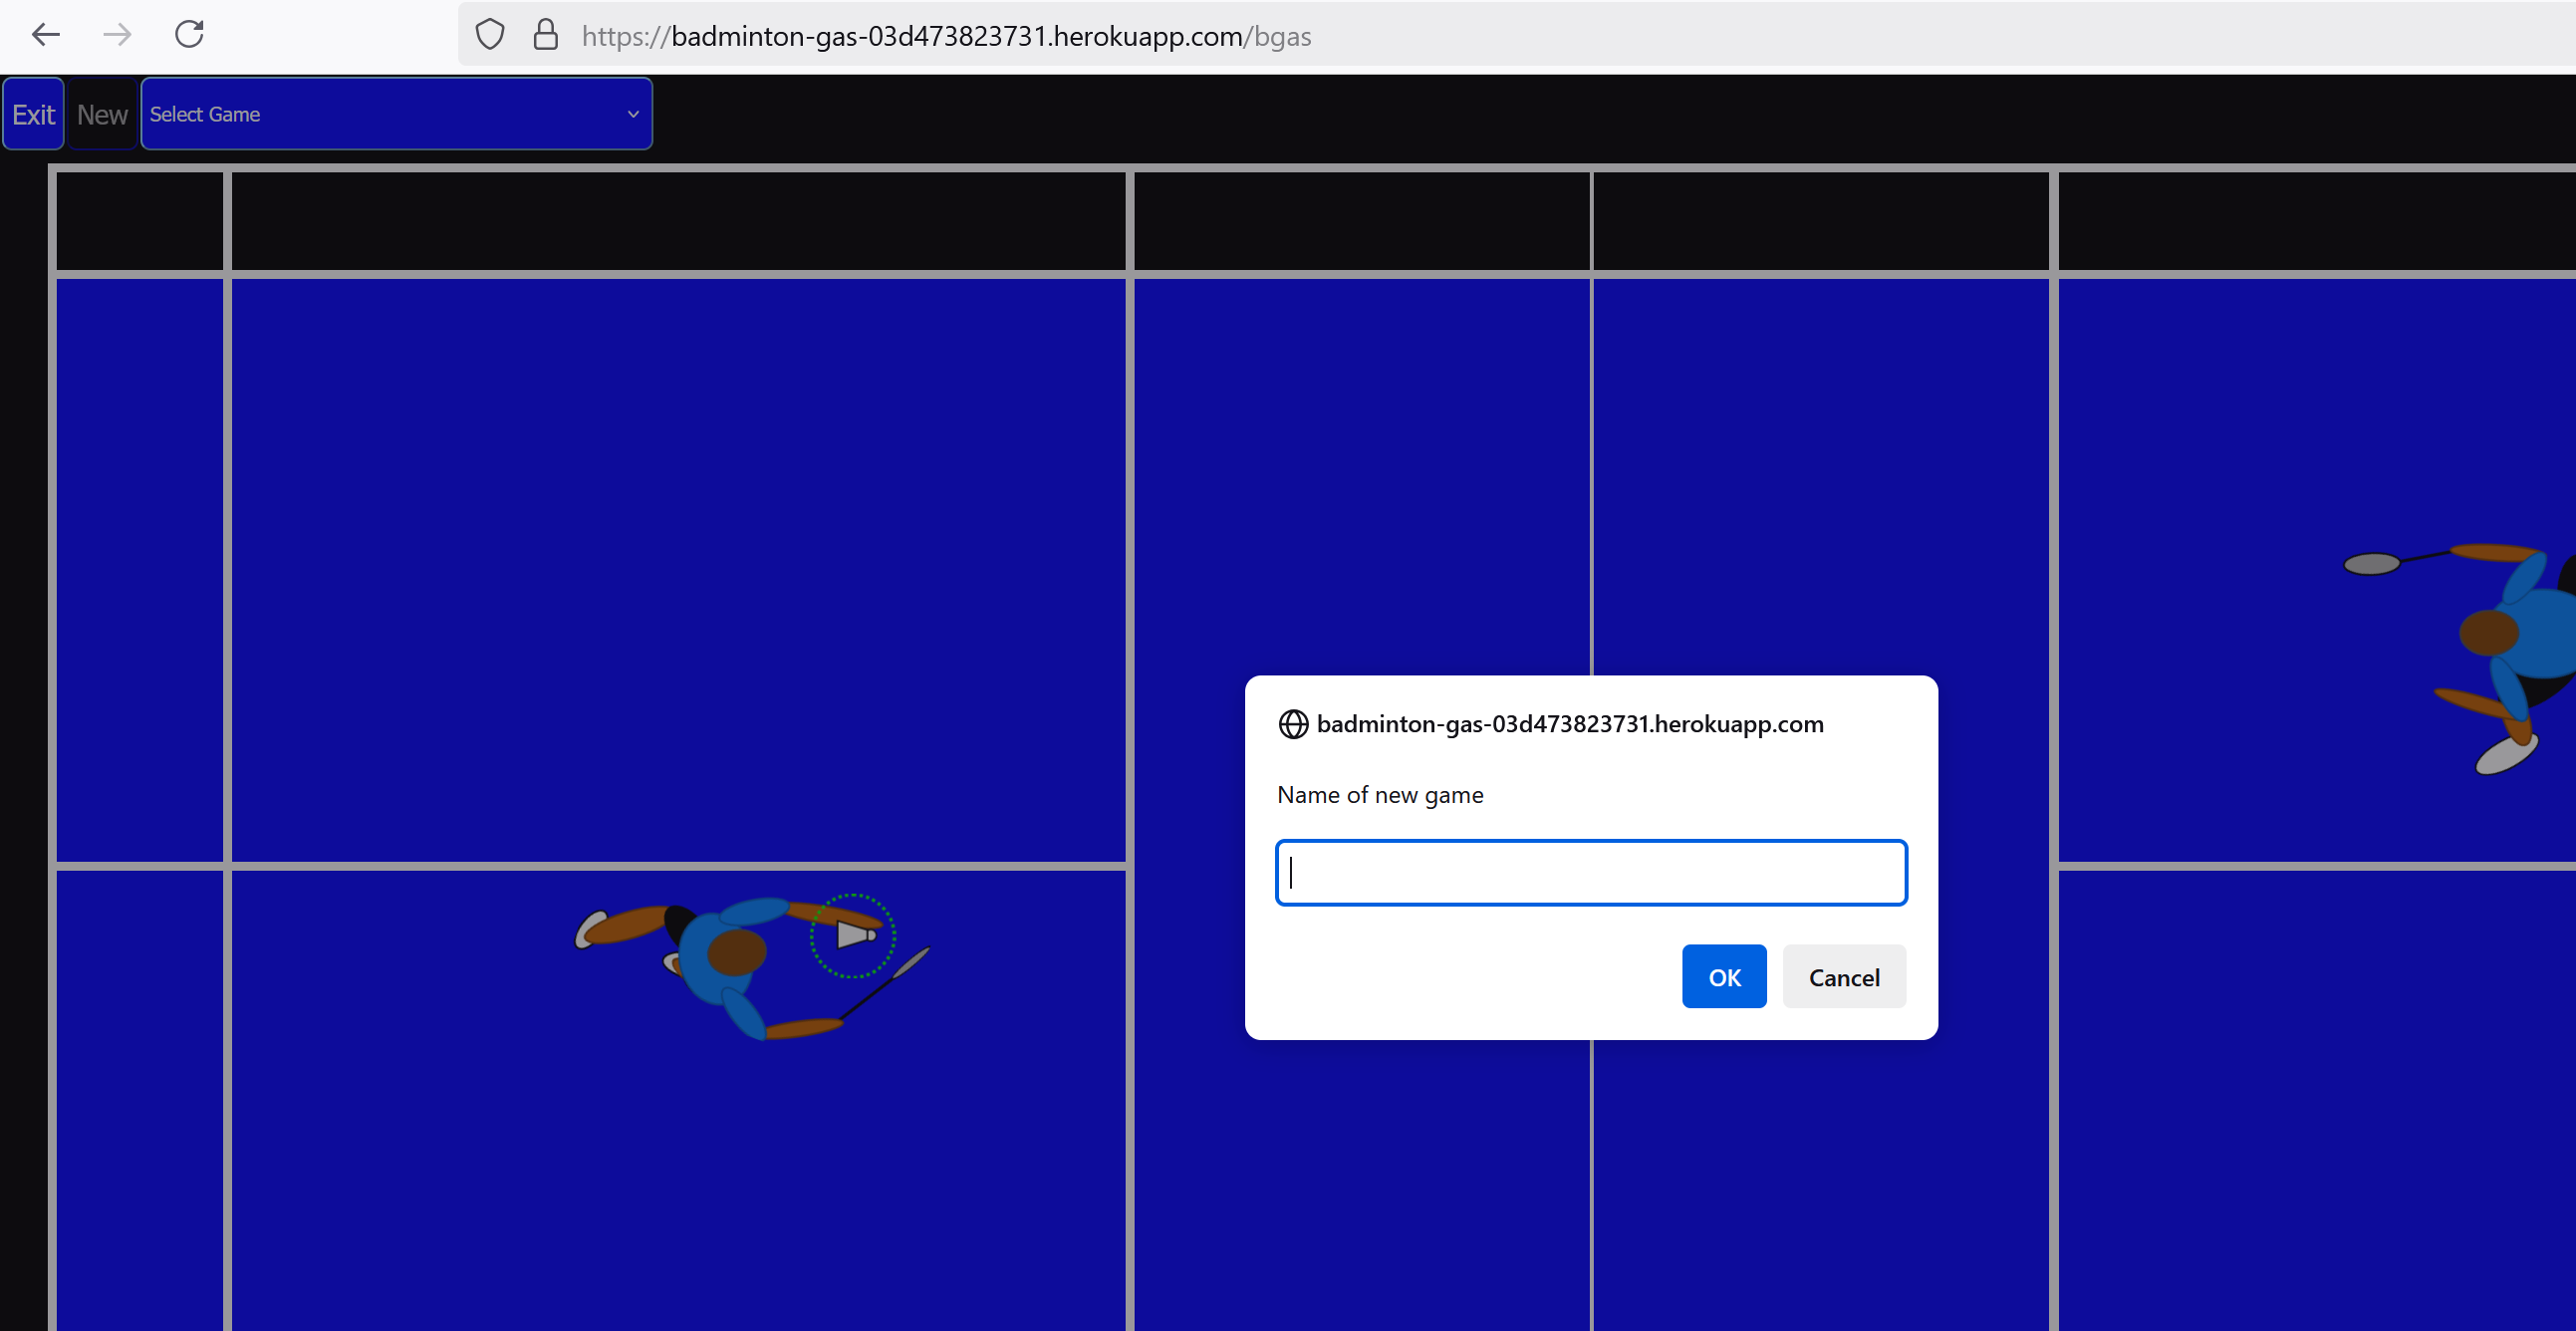 https://badminton-gas-03d473823731.herokuapp.com/bgas
Exit New Select Game
badminton-gas-03d473823731.herokuapp.com
Name of new game
OK Cancel